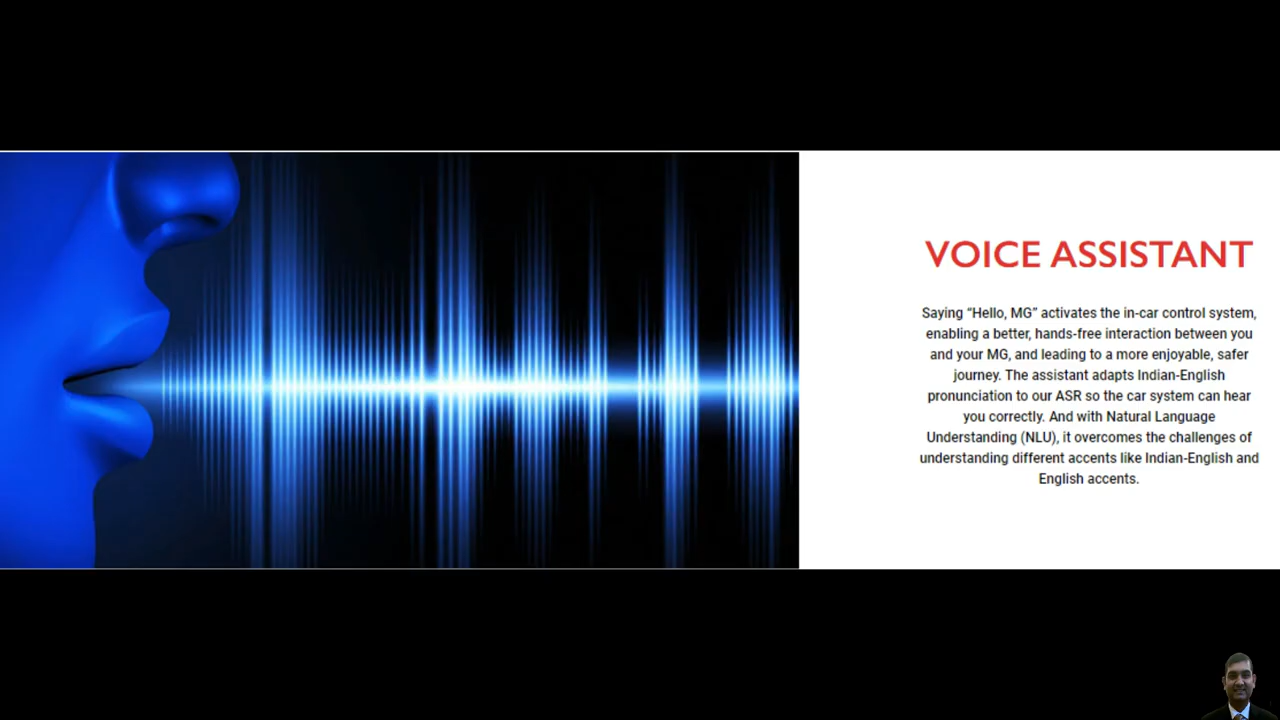 VOICE ASSISTANT
Saying “Hello, MG” activates the in-car control system,
enabling a better, hands-free interaction between you
and your MG, and leading to a more enjoyable, safer
journey. The assistant adapts Indian-English
pronunciation to our ASR so the car system can hear
you correctly. And with Natural Language
Understanding (NLU), it overcomes the challenges of
understanding different accents like Indian-English and
English accents.